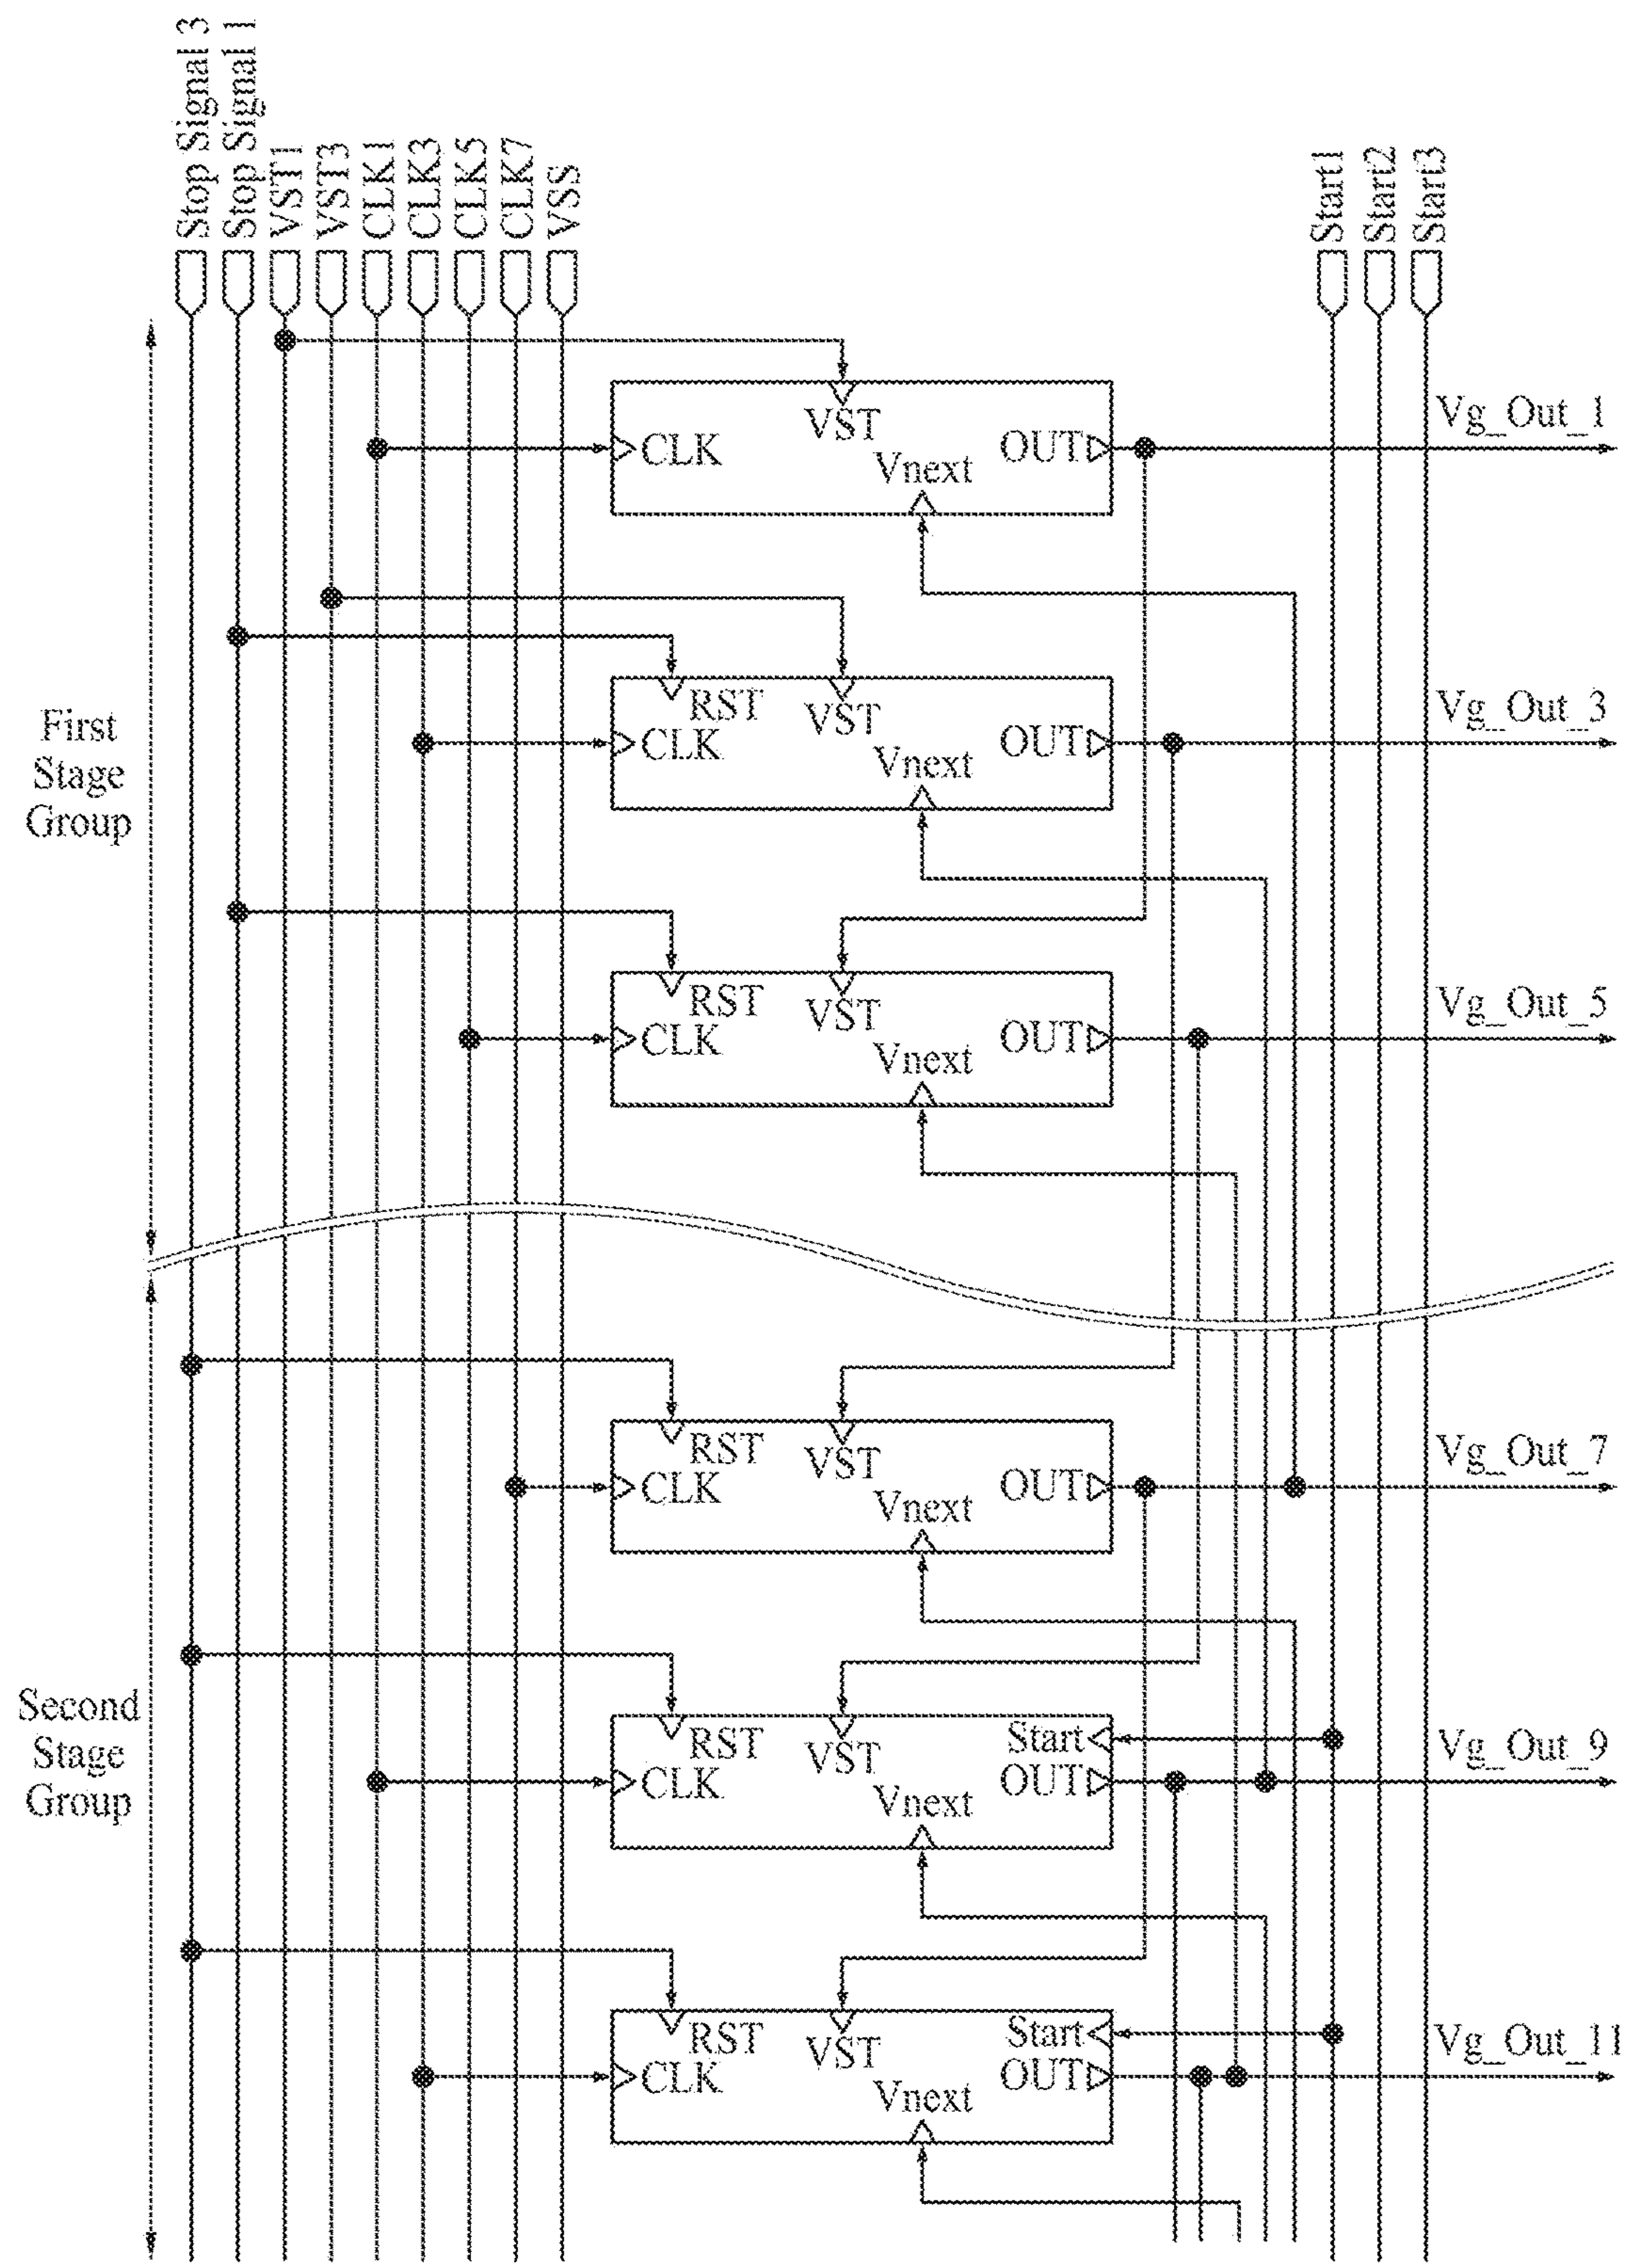 Stop Signal 3
Stop Signal 1
VST1
VST3
CLK1
CLK3
CLK5
CLK7
VSS
Start1
Start2
Start3
VST
CLK
OUT
Vnext
Vg_Out_1
First
Stage
Group
RST
VST
CLK
OUT
Vnext
Vg_Out_3
RST
VST
CLK
OUT
Vnext
Vg_Out_5
RST
VST
CLK
OUT
Vnext
Vg_Out_7
Second
Stage
Group
RST
VST
Start
CLK
OUT
Vnext
Vg_Out_9
RST
VST
Start
CLK
OUT
Vnext
Vg_Out_11